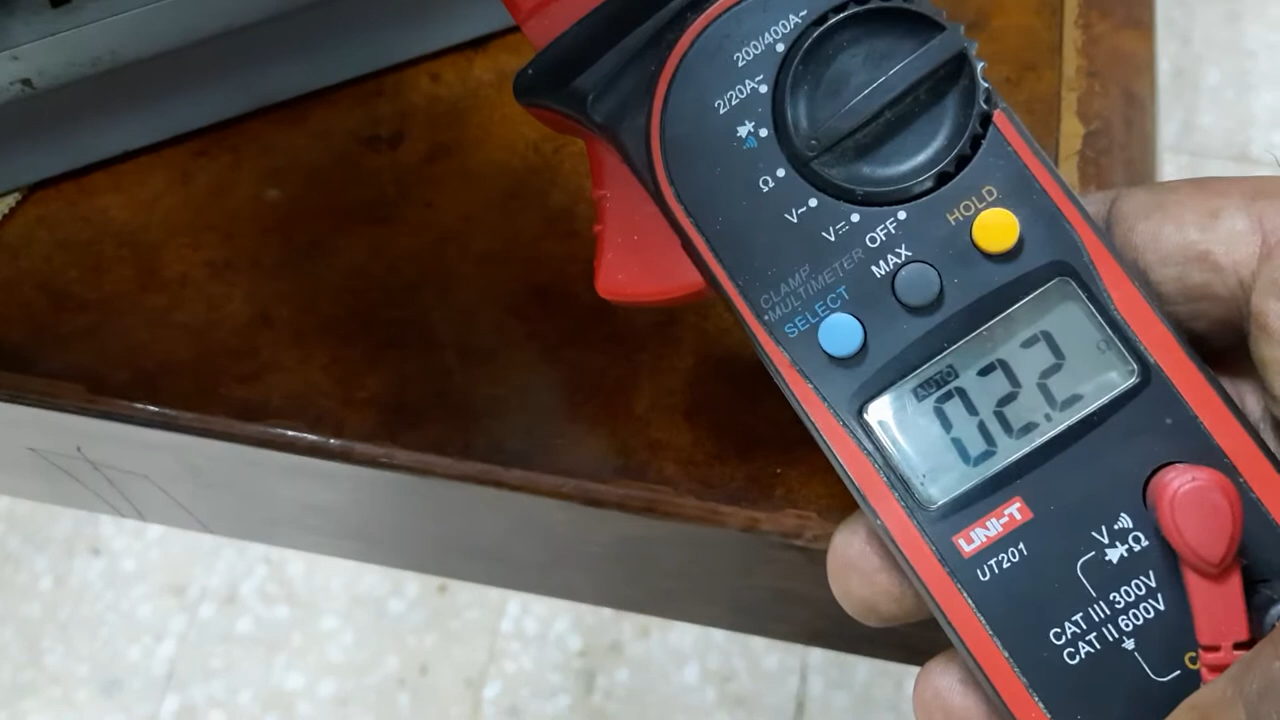 200/400A~
2/20A~
Ω
V~
V⎓
OFF
HOLD
MAX
CLAMP
MULTIMETER
SELECT
AUTO
Ω
02.2
UNI-T
UT201
V
Ω
CAT III 300V
CAT II 600V